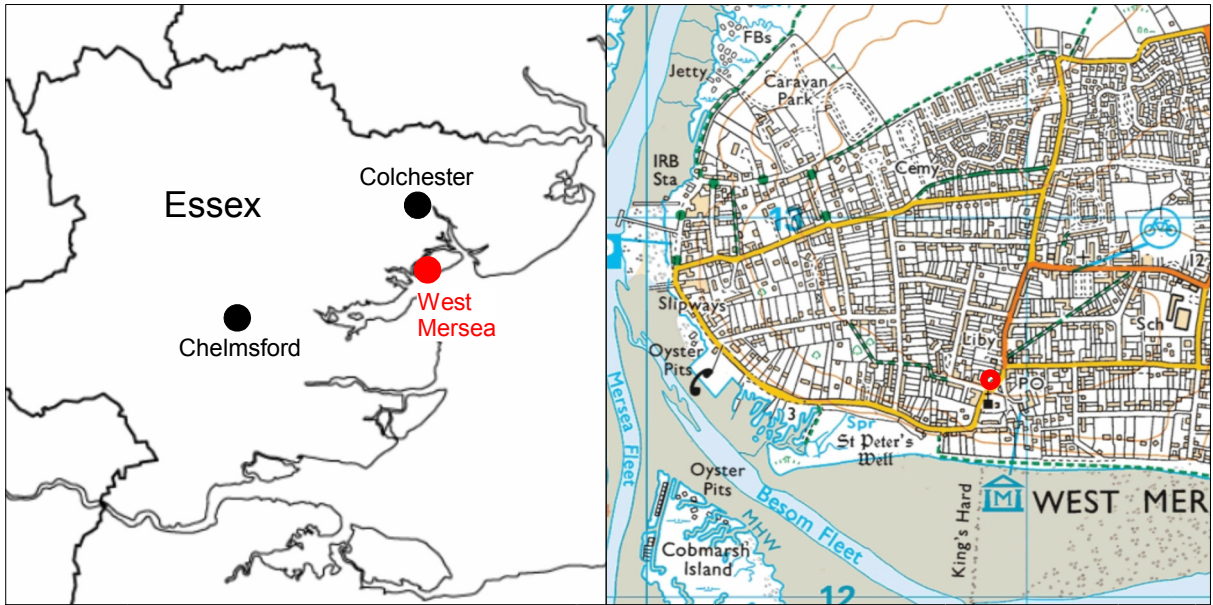 Colchester
Essex
West
Mersea
Chelmsford
FBs
Jetty
Caravan
Park
IRB
Sta
Cemy
13
12
Slipways
Liby
Sch
Oyster
Pits
PO
3
Spr
St Peter's
Well
Mersea Fleet
Oyster
Pits
Besom Fleet
MHW
King's Hard
M
WEST MER
Cobmarsh
Island
12